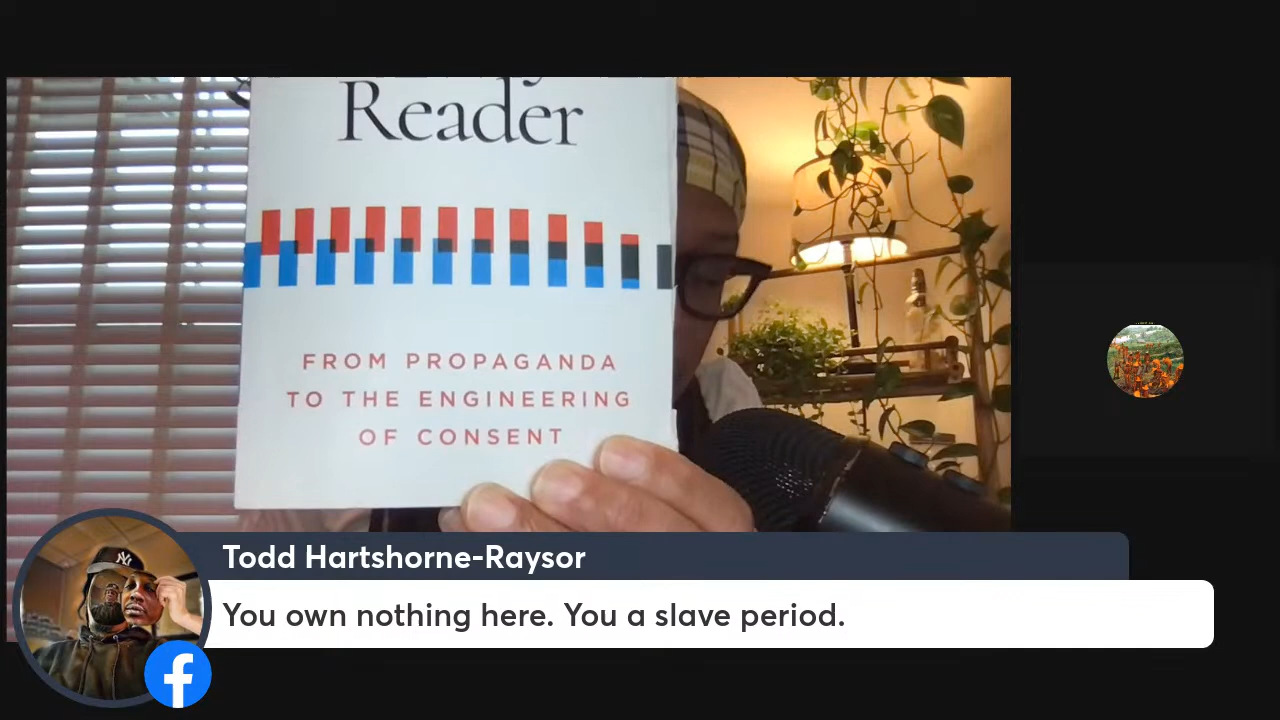 Reader
FROM PROPAGANDA
TO THE ENGINEERING
OF CONSENT
Todd Hartshorne-Raysor
You own nothing here. You a slave period.